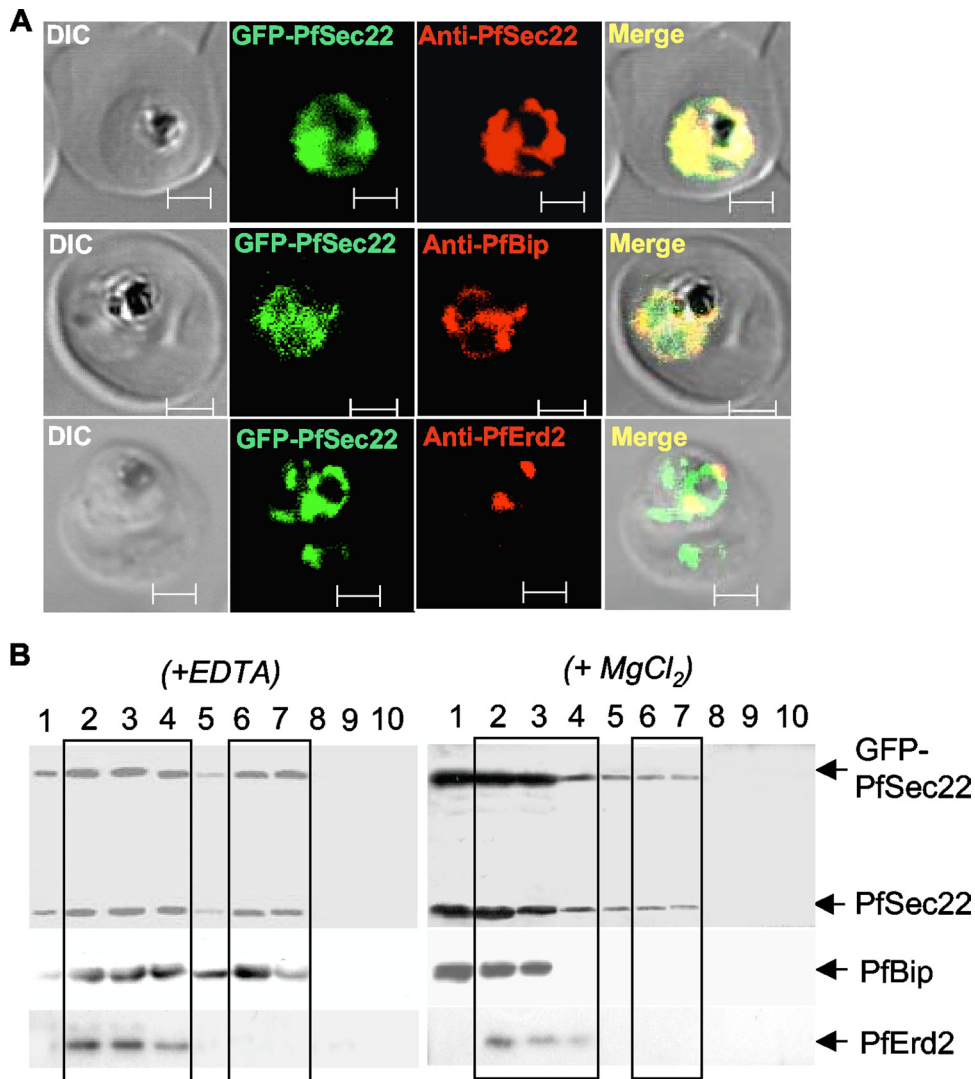 A
DIC GFP-PfSec22 Anti-PfSec22 Merge
DIC GFP-PfSec22 Anti-PfBip Merge
DIC GFP-PfSec22 Anti-PfErd2 Merge
B
(+EDTA) (+ MgCl₂)
1 2 3 4 5 6 7 8 9 10 1 2 3 4 5 6 7 8 9 10
GFP-
PfSec22
PfSec22
PfBip
PfErd2